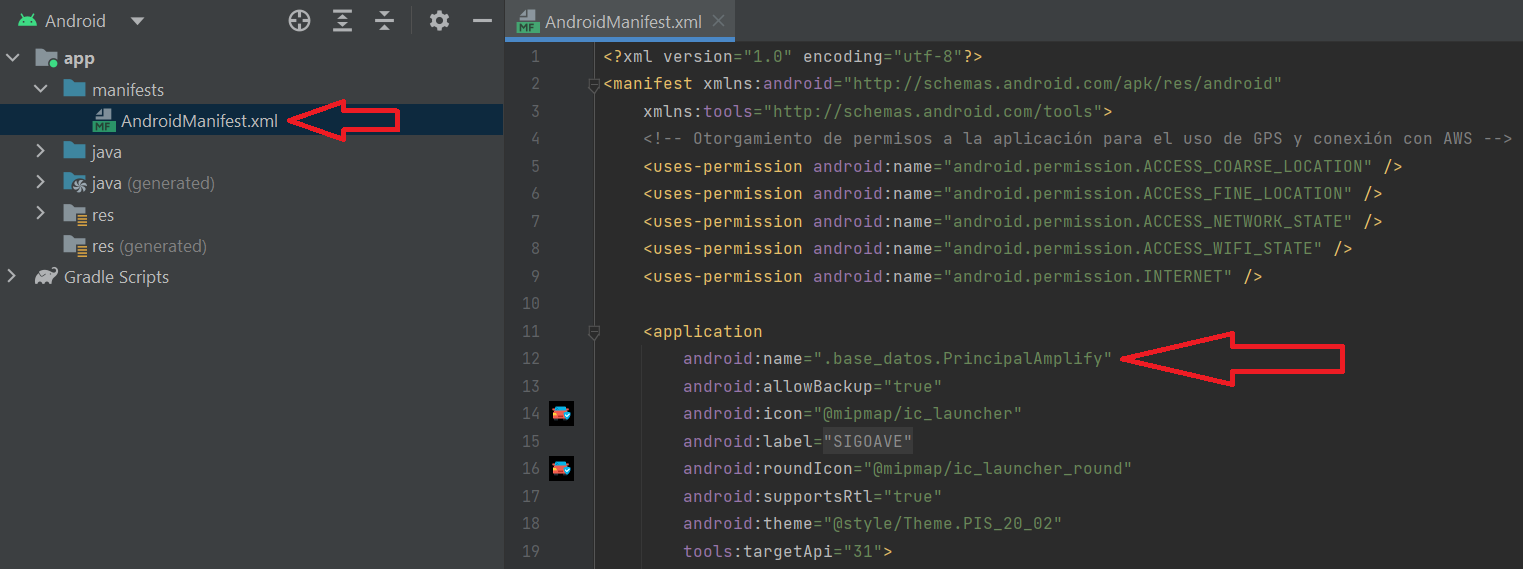 Android
app
manifests
MF AndroidManifest.xml
java
java (generated)
res
res (generated)
Gradle Scripts
MF AndroidManifest.xml
1 <?xml version="1.0" encoding="utf-8"?>
2 <manifest xmlns:android="http://schemas.android.com/apk/res/android"
3 xmlns:tools="http://schemas.android.com/tools">
4 <!-- Otorgamiento de permisos a la aplicación para el uso de GPS y conexión con AWS -->
5 <uses-permission android:name="android.permission.ACCESS_COARSE_LOCATION" />
6 <uses-permission android:name="android.permission.ACCESS_FINE_LOCATION" />
7 <uses-permission android:name="android.permission.ACCESS_NETWORK_STATE" />
8 <uses-permission android:name="android.permission.ACCESS_WIFI_STATE" />
9 <uses-permission android:name="android.permission.INTERNET" />
10
11 <application
12 android:name=".base_datos.PrincipalAmplify"
13 android:allowBackup="true"
14 android:icon="@mipmap/ic_launcher"
15 android:label="SIGOAVE"
16 android:roundIcon="@mipmap/ic_launcher_round"
17 android:supportsRtl="true"
18 android:theme="@style/Theme.PIS_20_02"
19 tools:targetApi="31">